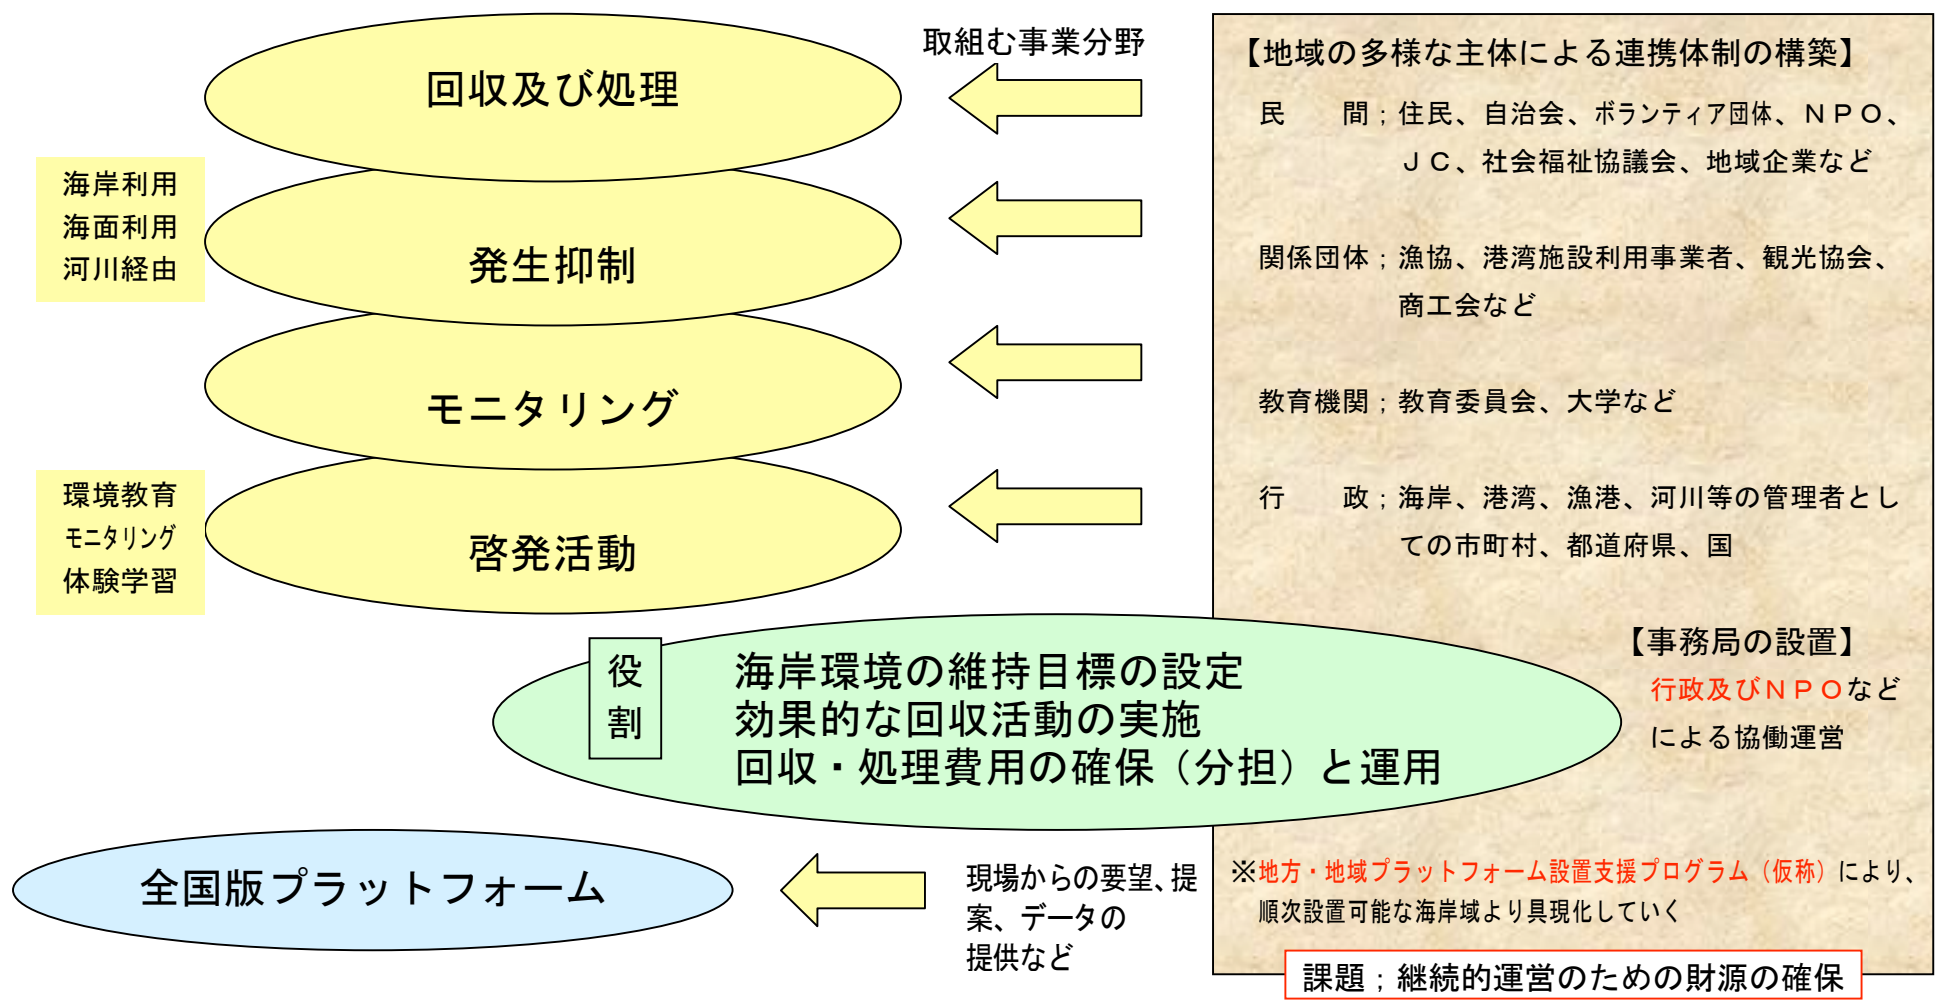 回収及び処理
海岸利用
海面利用
河川経由
発生抑制
モニタリング
環境教育
モニタリング
体験学習
啓発活動
取組む事業分野
【地域の多様な主体による連携体制の構築】
民　　間；住民、自治会、ボランティア団体、ＮＰＯ、
ＪＣ、社会福祉協議会、地域企業など
関係団体；漁協、港湾施設利用事業者、観光協会、
商工会など
教育機関；教育委員会、大学など
行　　政；海岸、港湾、漁港、河川等の管理者とし
ての市町村、都道府県、国
【事務局の設置】
行政及びＮＰＯなど
による協働運営
役
割
海岸環境の維持目標の設定
効果的な回収活動の実施
回収・処理費用の確保（分担）と運用
全国版プラットフォーム
現場からの要望、提
案、データの
提供など
※地方・地域プラットフォーム設置支援プログラム（仮称）により、
順次設置可能な海岸域より具現化していく
課題；継続的運営のための財源の確保